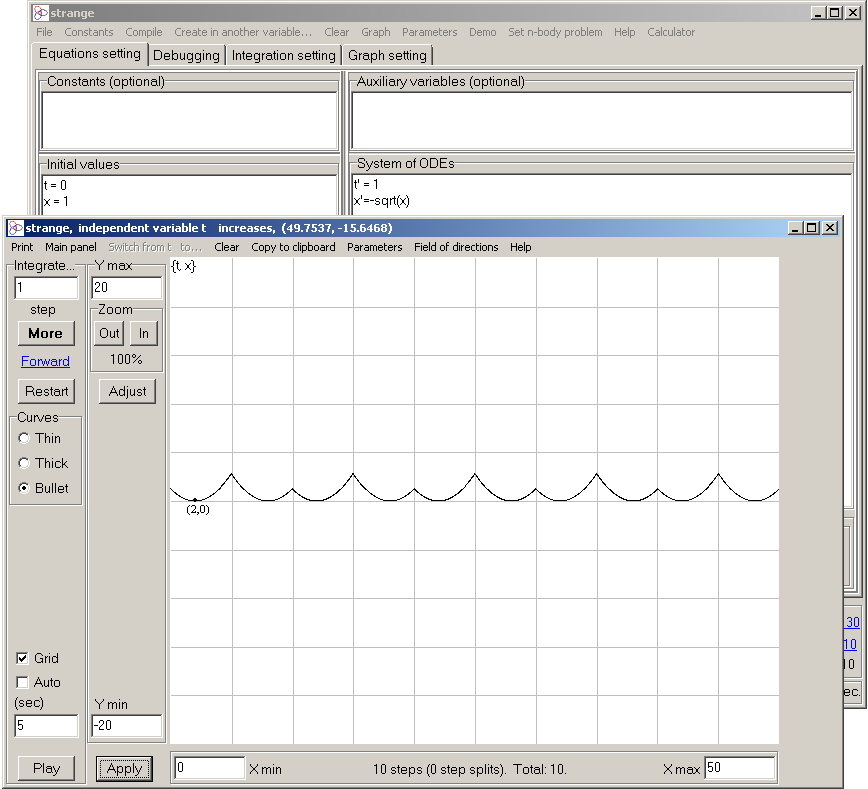 strange
File Constants Compile Create in another variable... Clear Graph Parameters Demo Set n-body problem Help Calculator
Equations setting Debugging Integration setting Graph setting
Constants (optional) Auxiliary variables (optional)
Initial values System of ODEs
t = 0 t' = 1
x = 1 x'=-sqrt(x)
strange, independent variable t increases, (49.7537, -15.6468)
Print Main panel Switch from t to... Clear Copy to clipboard Parameters Field of directions Help
Integrate... Y max {t x}
1 20
step Zoom
More Out In
Forward 100%
Restart Adjust
Curves
Thin
Thick
Bullet
(2,0)
30
10
Grid
10
Auto
(sec) Y min
ec.
5 -20
Play Apply 0 X min 10 steps (0 step splits). Total: 10. X max 50